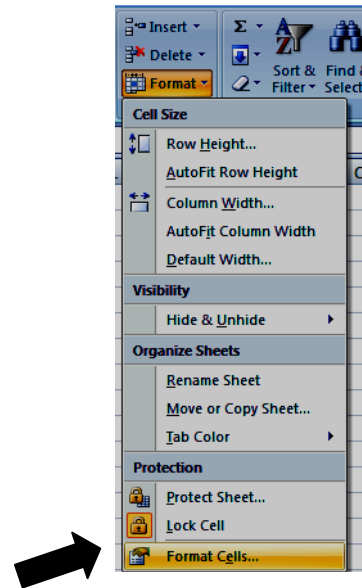 Insert
Σ
Delete
Format
Sort & Find &
Filter Select
Cell Size
Row Height...
AutoFit Row Height
Column Width...
AutoFit Column Width
Default Width...
Visibility
Hide & Unhide
Organize Sheets
Rename Sheet
Move or Copy Sheet...
Tab Color
Protection
Protect Sheet...
Lock Cell
Format Cells...